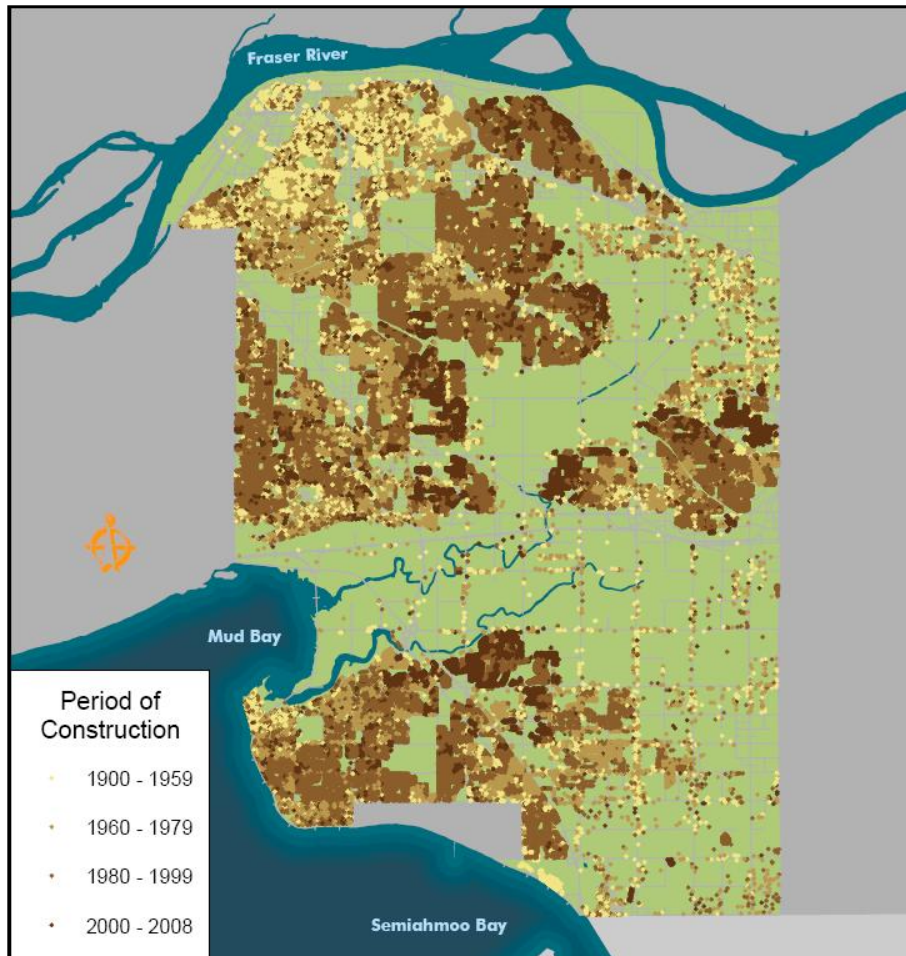 Fraser River
Mud Bay
Period of
Construction
1900 - 1959
1960 - 1979
1980 - 1999
2000 - 2008
Semiahmoo Bay